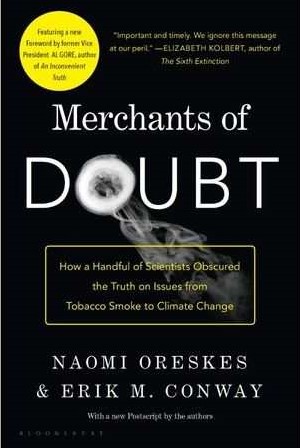 Featuring a new
Foreword by former Vice
President AL GORE, author
of An Inconvenient
Truth
"Important and timely. We ignore this message
at our peril." —ELIZABETH KOLBERT, author of
The Sixth Extinction
Merchants of
DOUBT
How a Handful of Scientists Obscured
the Truth on Issues from
Tobacco Smoke to Climate Change
NAOMI ORESKES
& ERIK M. CONWAY
With a new Postscript by the authors
BLOOMSBURY